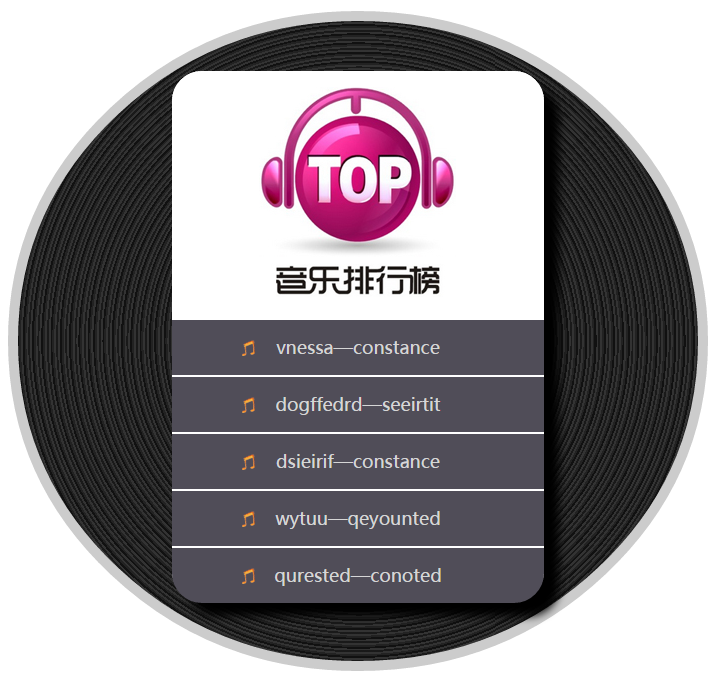 TOP
音乐排行榜
vnessa—constance
dogffedrd—seeirtit
dsieirif—constance
wytuu—qeyounted
qurested—conoted